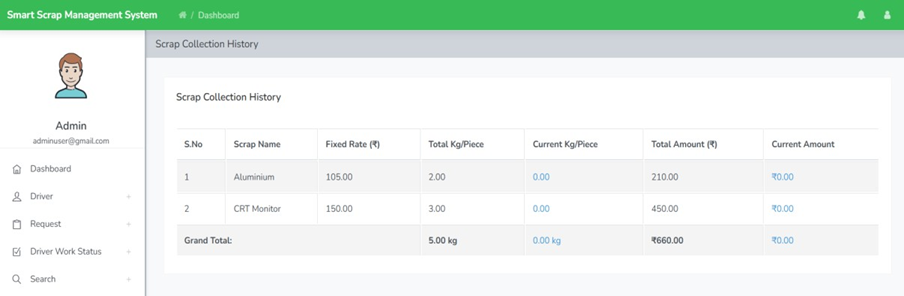 Smart Scrap Management System / Dashboard
Scrap Collection History
Admin
adminuser@gmail.com
Dashboard
Driver +
Request +
Driver Work Status +
Search +
Scrap Collection History
S.No Scrap Name Fixed Rate (₹) Total Kg/Piece Current Kg/Piece Total Amount (₹) Current Amount
1 Aluminium 105.00 2.00 0.00 210.00 ₹0.00
2 CRT Monitor 150.00 3.00 0.00 450.00 ₹0.00
Grand Total: 5.00 kg 0.00 kg ₹660.00 ₹0.00